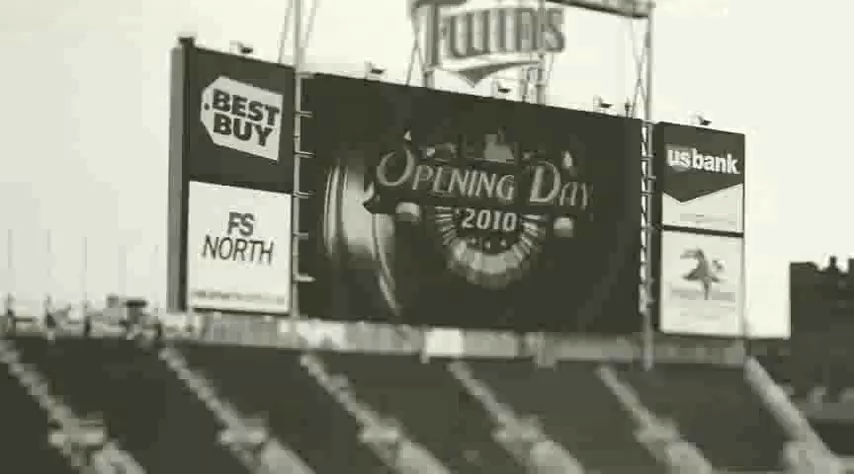 Twins
BEST
BUY
OPENING DAY
2010
usbank
FS
NORTH